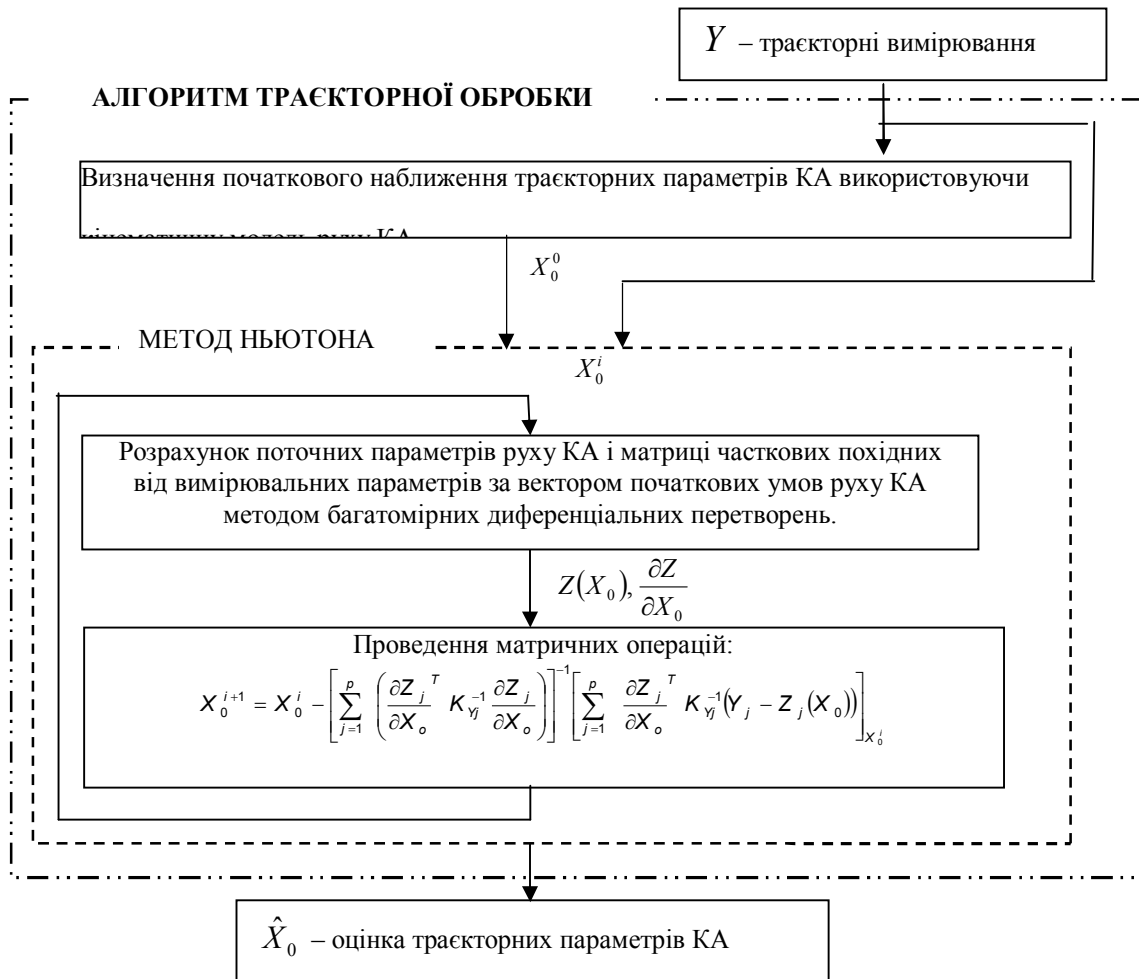 Y – траєкторні вимірювання
АЛГОРИТМ ТРАЄКТОРНОЇ ОБРОБКИ
Визначення початкового наближення траєкторних параметрів КА використовуючи
модель руху КА
X_0^0
МЕТОД НЬЮТОНА
X_0^i
Розрахунок поточних параметрів руху КА і матриці часткових похідних
від вимірювальних параметрів за вектором початкових умов руху КА
методом багатомірних диференціальних перетворень.
Z(X_0), ∂Z/∂X_0
Проведення матричних операцій:
X_0^{i+1} = X_0^i − [∑_{j=1}^{p} (∂Z_j/∂X_o ^T K_{Yj}^{-1} ∂Z_j/∂X_o)]^{-1} [∑_{j=1}^{p} ∂Z_j/∂X_o ^T K_{Yj}^{-1} (Y_j − Z_j(X_0))]_{X_0^i}
X̂_0 – оцінка траєкторних параметрів КА